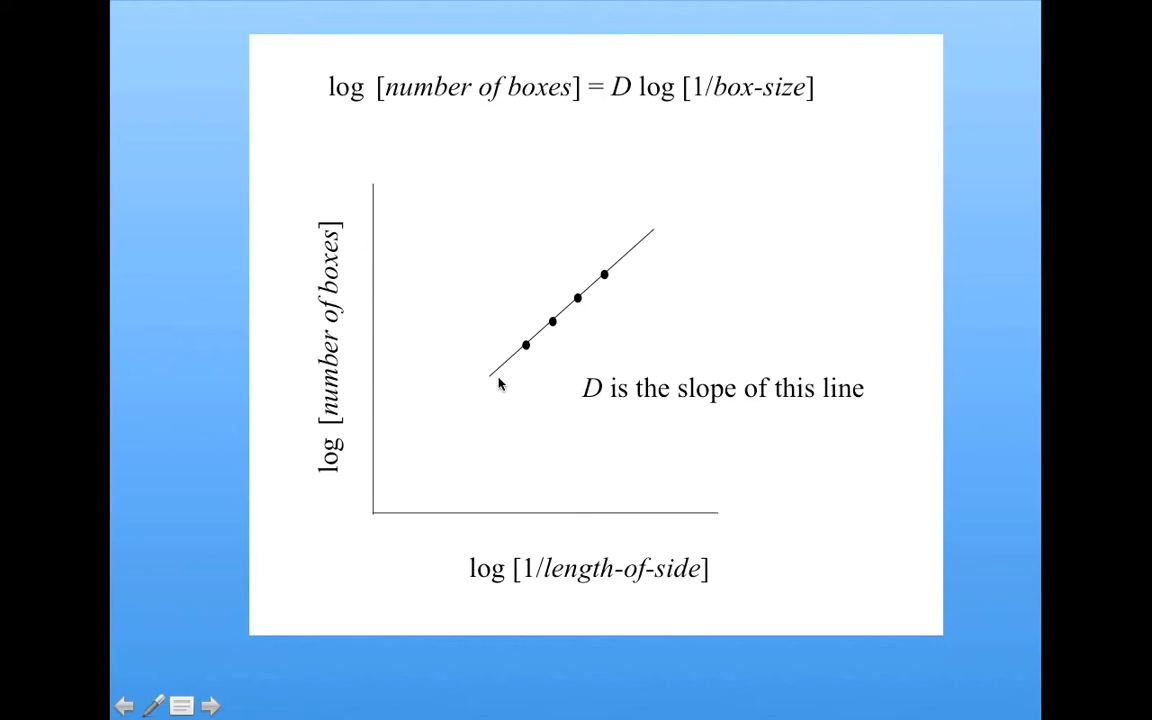 log [number of boxes] = D log [1/box-size]
log [number of boxes]
D is the slope of this line
log [1/length-of-side]